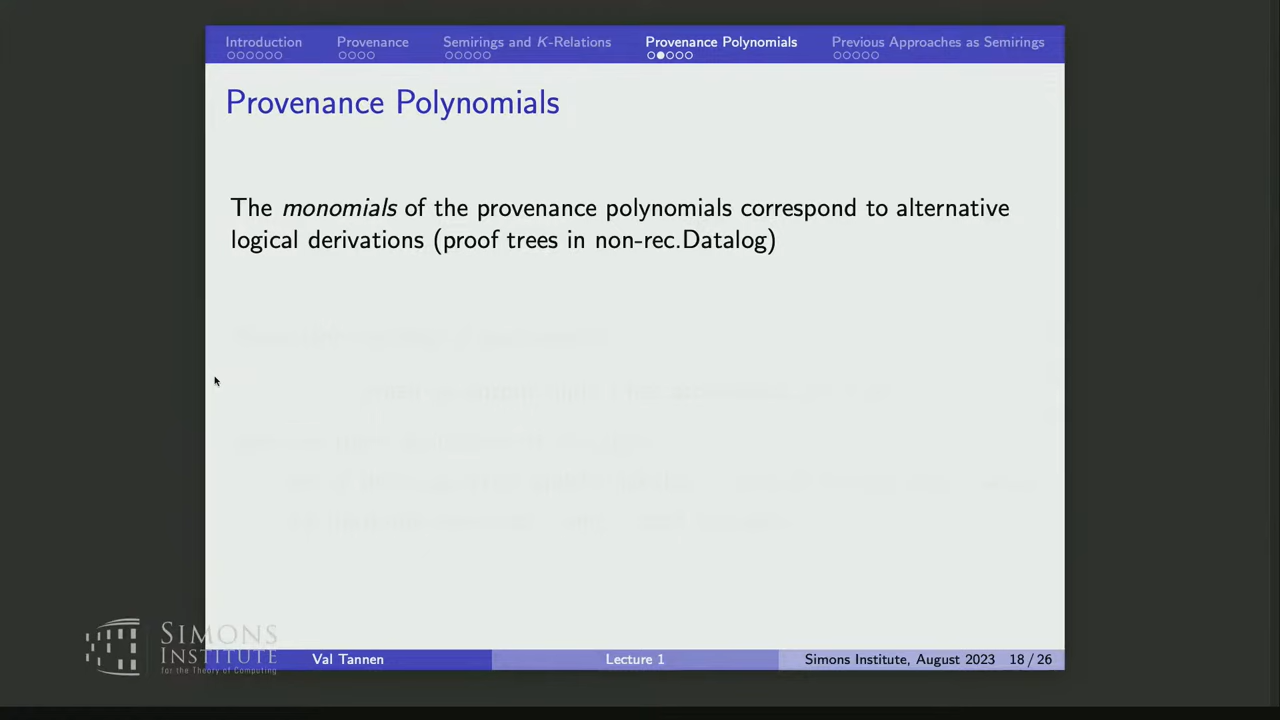 Introduction Provenance Semirings and K-Relations Provenance Polynomials Previous Approaches as Semirings
Provenance Polynomials
The monomials of the provenance polynomials correspond to alternative
logical derivations (proof trees in non-rec.Datalog)
SIMONS
INSTITUTE
for the Theory of Computing
Val Tannen Lecture 1 Simons Institute, August 2023 18 / 26